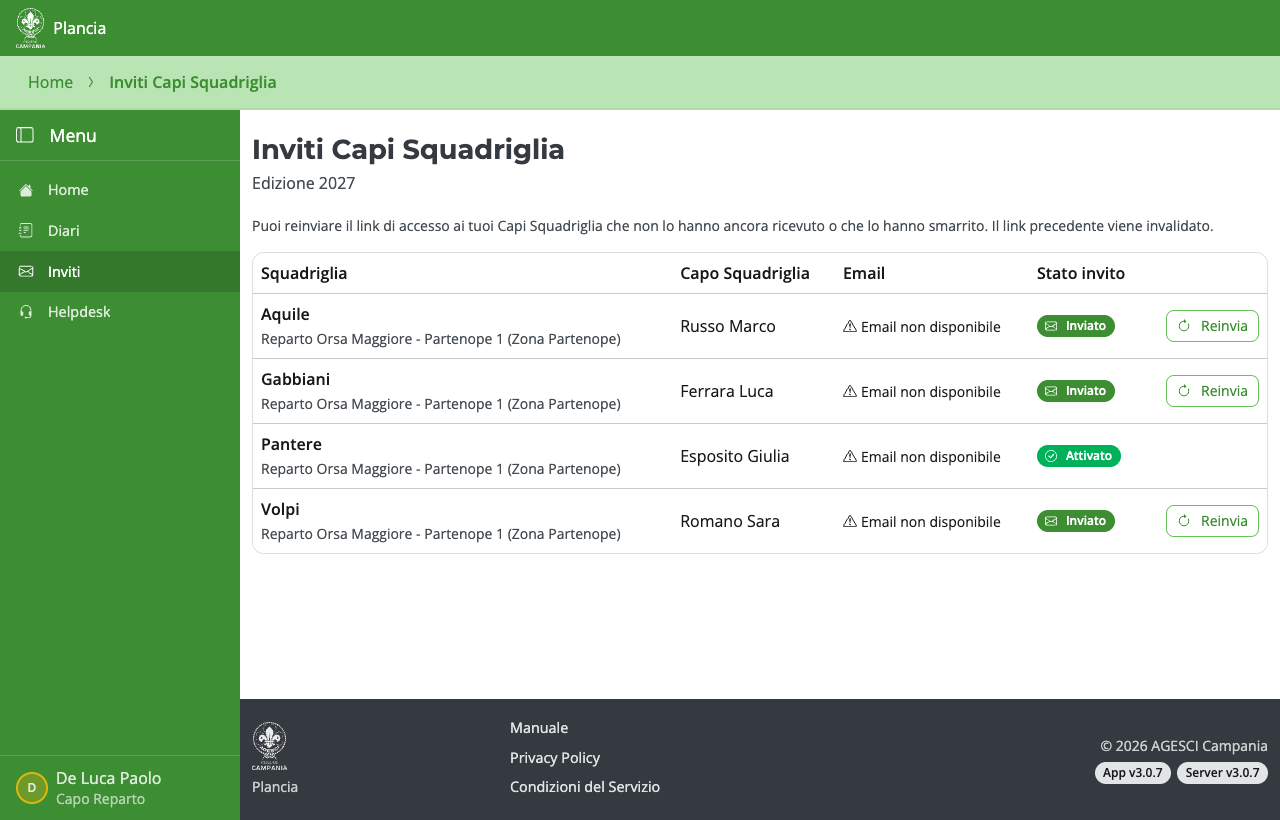 CAMPANIA
Plancia
Home
Inviti Capi Squadriglia
Menu
Home
Diari
Inviti
Helpdesk
De Luca Paolo
Capo Reparto
D
Inviti Capi Squadriglia
Edizione 2027
Puoi reinviare il link di accesso ai tuoi Capi Squadriglia che non lo hanno ancora ricevuto o che lo hanno smarrito. Il link precedente viene invalidato.
Squadriglia Capo Squadriglia Email Stato invito
Aquile
Reparto Orsa Maggiore - Partenope 1 (Zona Partenope)
Russo Marco
Email non disponibile
Inviato
Reinvia
Gabbiani
Reparto Orsa Maggiore - Partenope 1 (Zona Partenope)
Ferrara Luca
Email non disponibile
Inviato
Reinvia
Pantere
Reparto Orsa Maggiore - Partenope 1 (Zona Partenope)
Esposito Giulia
Email non disponibile
Attivato
Volpi
Reparto Orsa Maggiore - Partenope 1 (Zona Partenope)
Romano Sara
Email non disponibile
Inviato
Reinvia
CAMPANIA
Plancia
Manuale
Privacy Policy
Condizioni del Servizio
© 2026 AGESCI Campania
App v3.0.7
Server v3.0.7